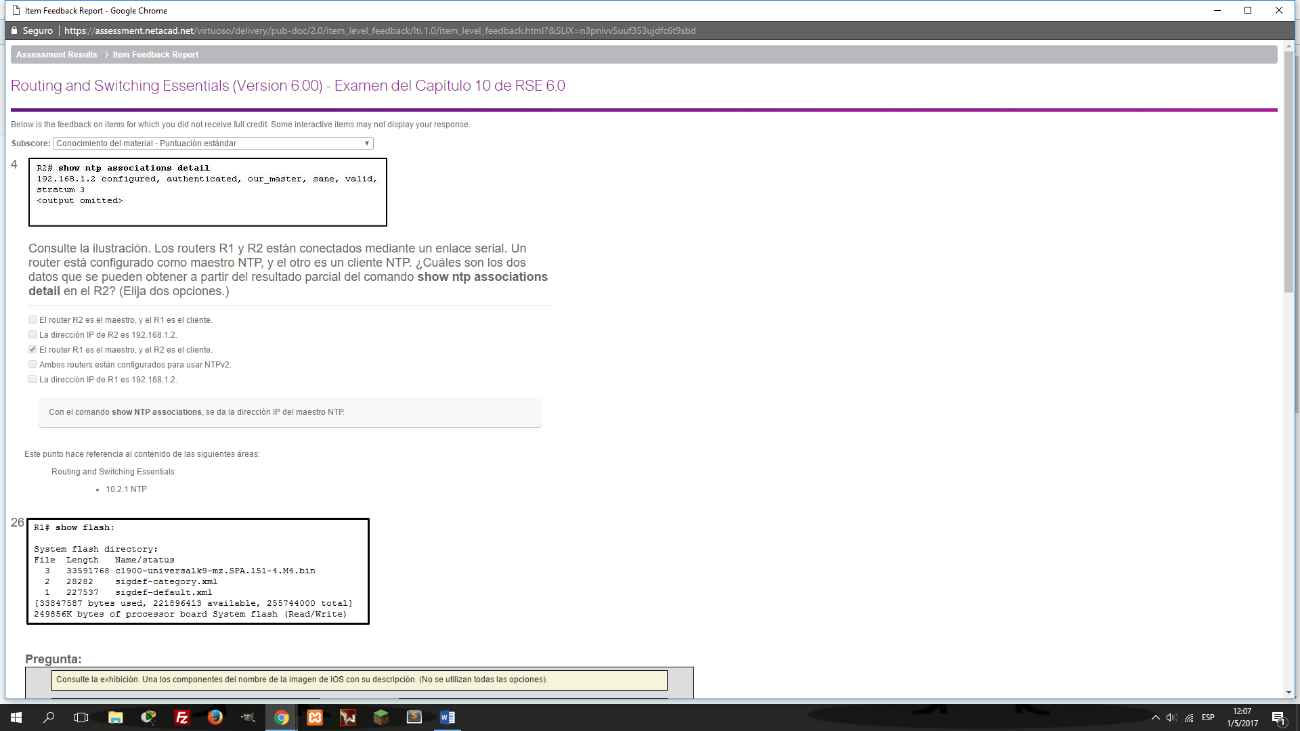 Item Feedback Report - Google Chrome
Seguro | https://assessment.netacad.net/virtuoso/delivery/pub-doc/2.0/item_level_feedback/lti.1.0/item_level_feedback.html?&SLIX=n3pnivv5uuf353ujdfc6t9sbd
Assessment Results > Item Feedback Report
Routing and Switching Essentials (Version 6.00) - Examen del Capítulo 10 de RSE 6.0
Below is the feedback on items for which you did not receive full credit. Some interactive items may not display your response.
Subscore: Conocimiento del material - Puntuación estándar
4
R2# show ntp associations detail
192.168.1.2 configured, authenticated, our_master, sane, valid,
stratum 3
<output omitted>
Consulte la ilustración. Los routers R1 y R2 están conectados mediante un enlace serial. Un
router está configurado como maestro NTP, y el otro es un cliente NTP. ¿Cuáles son los dos
datos que se pueden obtener a partir del resultado parcial del comando show ntp associations
detail en el R2? (Elija dos opciones.)
El router R2 es el maestro, y el R1 es el cliente.
La dirección IP de R2 es 192.168.1.2.
El router R1 es el maestro, y el R2 es el cliente.
Ambos routers están configurados para usar NTPv2.
La dirección IP de R1 es 192.168.1.2.
Con el comando show NTP associations, se da la dirección IP del maestro NTP.
Este punto hace referencia al contenido de las siguientes áreas:
Routing and Switching Essentials
• 10.2.1 NTP
26
R1# show flash:
System flash directory:
File Length Name/status
3 33591768 c1900-universalk9-mz.SPA.151-4.M4.bin
2 28282 sigdef-category.xml
1 227537 sigdef-default.xml
[33847587 bytes used, 221896413 available, 255744000 total]
249856K bytes of processor board System flash (Read/Write)
Pregunta:
Consulte la exhibición. Una los componentes del nombre de la imagen de IOS con su descripción. (No se utilizan todas las opciones).
ESP
12:07
1/5/2017
1